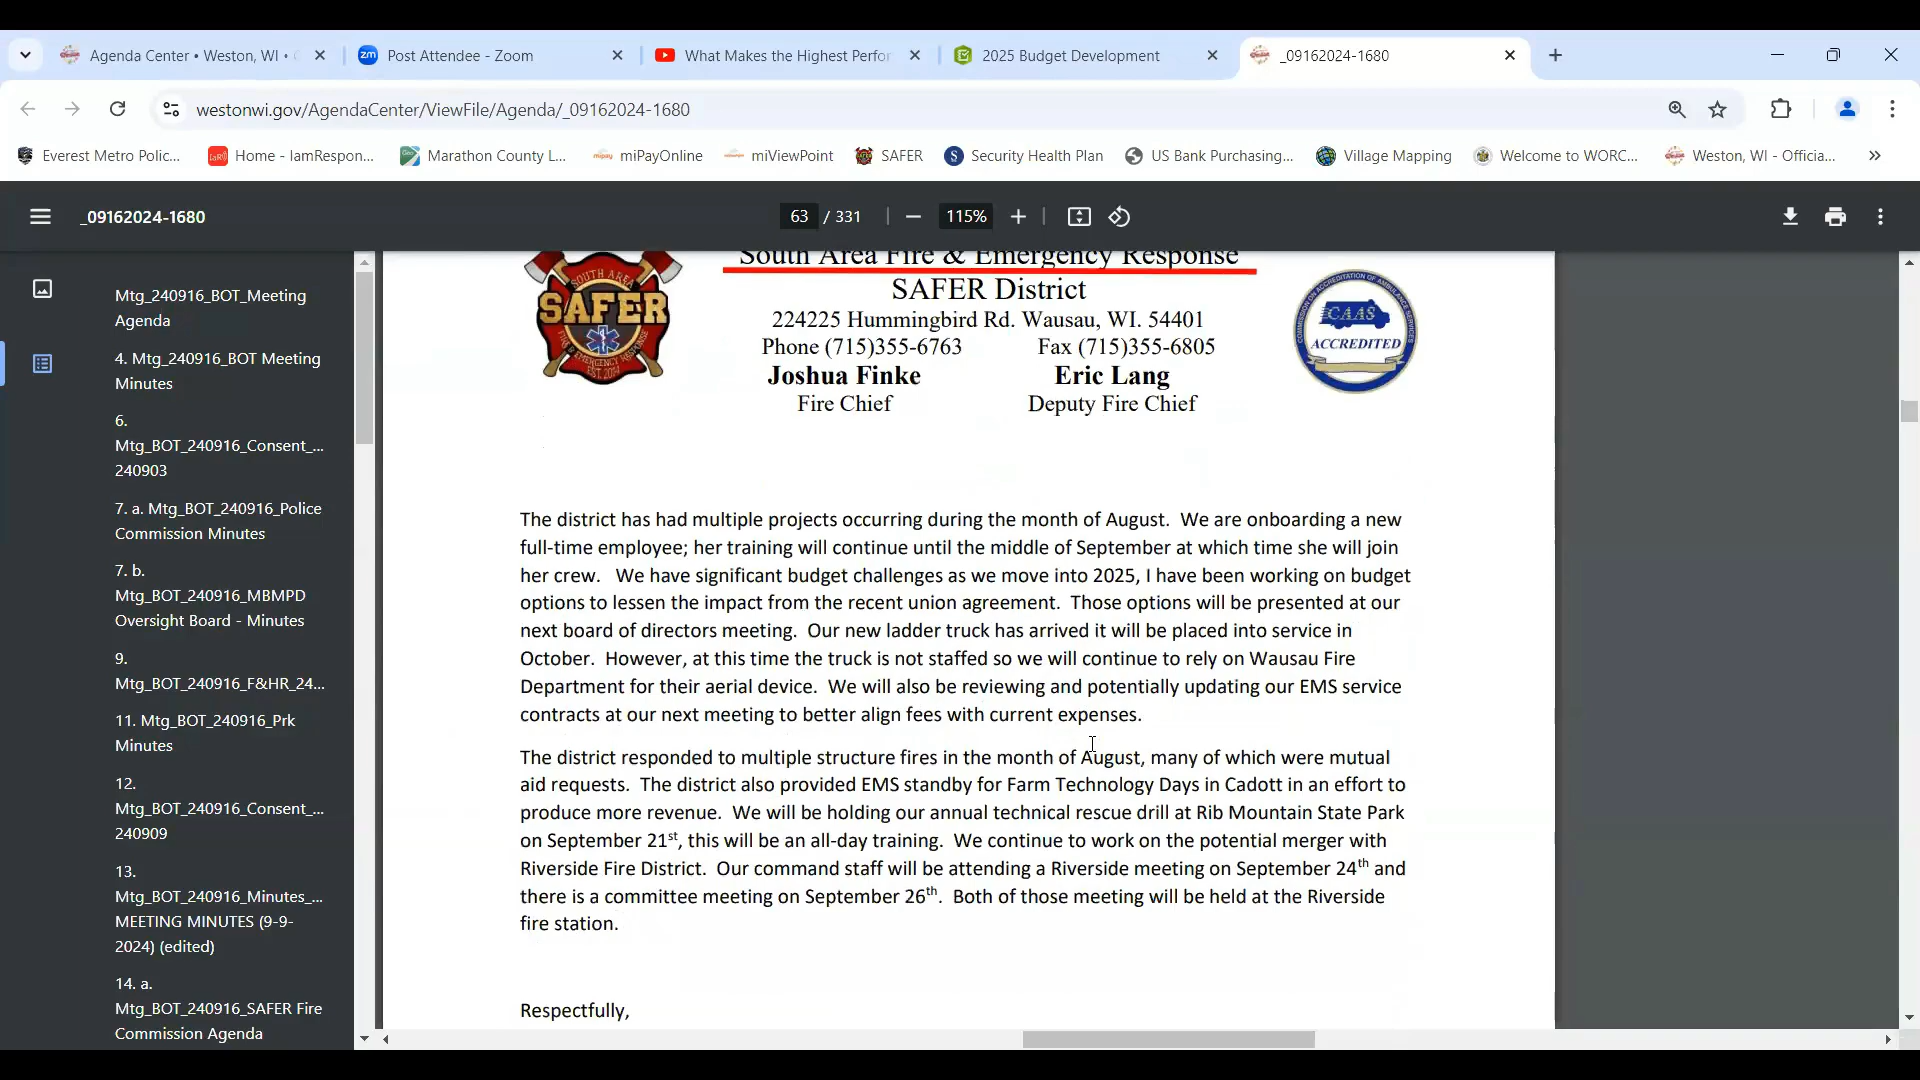 Agenda Center • Weston, WI •
Post Attendee - Zoom
What Makes the Highest Perfor
2025 Budget Development
_09162024-1680
westonwi.gov/AgendaCenter/ViewFile/Agenda/_09162024-1680
Everest Metro Polic...
Home - IamRespon...
Marathon County L...
miPayOnline
miViewPoint
SAFER
Security Health Plan
US Bank Purchasing...
Village Mapping
Welcome to WORC...
Weston, WI - Officia...
_09162024-1680
63 / 331
115%
Mtg_240916_BOT_Meeting
Agenda
4. Mtg_240916_BOT Meeting
Minutes
6.
Mtg_BOT_240916_Consent_...
240903
7. a. Mtg_BOT_240916_Police
Commission Minutes
7. b.
Mtg_BOT_240916_MBMPD
Oversight Board - Minutes
9.
Mtg_BOT_240916_F&HR_24...
11. Mtg_BOT_240916_Prk
Minutes
12.
Mtg_BOT_240916_Consent_...
240909
13.
Mtg_BOT_240916_Minutes_...
MEETING MINUTES (9-9-
2024) (edited)
14. a.
Mtg_BOT_240916_SAFER Fire
Commission Agenda
SOUTH AREA
SAFER
FIRE & EMERGENCY RESPONSE
EST. 2014
South Area Fire & Emergency Response
SAFER District
224225 Hummingbird Rd. Wausau, WI. 54401
Phone (715)355-6763 Fax (715)355-6805
Joshua Finke Eric Lang
Fire Chief Deputy Fire Chief
COMMISSION ON ACCREDITATION OF AMBULANCE SERVICES
CAAS
ACCREDITED
The district has had multiple projects occurring during the month of August. We are onboarding a new
full-time employee; her training will continue until the middle of September at which time she will join
her crew. We have significant budget challenges as we move into 2025, I have been working on budget
options to lessen the impact from the recent union agreement. Those options will be presented at our
next board of directors meeting. Our new ladder truck has arrived it will be placed into service in
October. However, at this time the truck is not staffed so we will continue to rely on Wausau Fire
Department for their aerial device. We will also be reviewing and potentially updating our EMS service
contracts at our next meeting to better align fees with current expenses.
The district responded to multiple structure fires in the month of August, many of which were mutual
aid requests. The district also provided EMS standby for Farm Technology Days in Cadott in an effort to
produce more revenue. We will be holding our annual technical rescue drill at Rib Mountain State Park
on September 21st, this will be an all-day training. We continue to work on the potential merger with
Riverside Fire District. Our command staff will be attending a Riverside meeting on September 24th and
there is a committee meeting on September 26th. Both of those meeting will be held at the Riverside
fire station.
Respectfully,